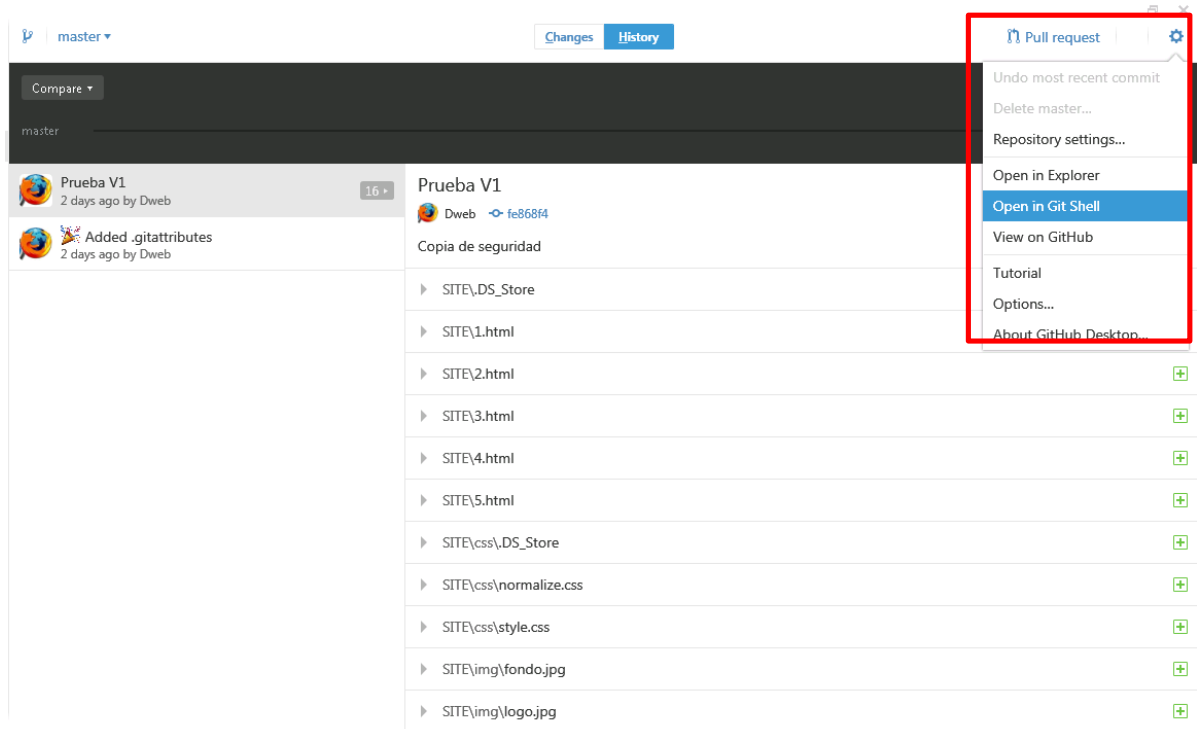 master
Changes
History
Pull request
Compare
master
Undo most recent commit
Delete master...
Repository settings...
Open in Explorer
Open in Git Shell
View on GitHub
Tutorial
Options...
About GitHub Desktop...
Prueba V1
2 days ago by Dweb
16
Added .gitattributes
2 days ago by Dweb
Prueba V1
Dweb fe868f4
Copia de seguridad
SITE\.DS_Store
SITE\1.html
SITE\2.html
SITE\3.html
SITE\4.html
SITE\5.html
SITE\css\.DS_Store
SITE\css\normalize.css
SITE\css\style.css
SITE\img\fondo.jpg
SITE\img\logo.jpg